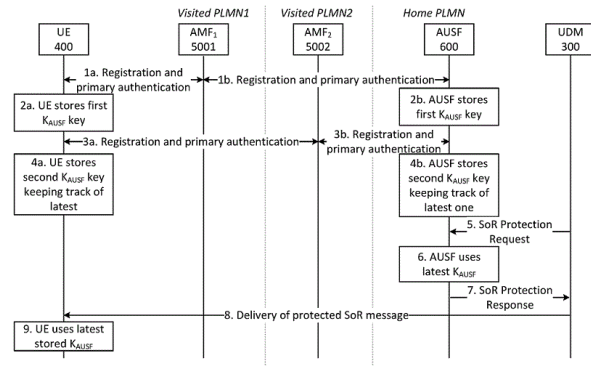 Visited PLMN1
Visited PLMN2
Home PLMN
UE
400
AMF1
5001
AMF2
5002
AUSF
600
UDM
300
1a. Registration and
primary authentication
1b. Registration and primary authentication
2a. UE stores first
KAUSF key
2b. AUSF stores
first KAUSF key
3a. Registration and primary authentication
3b. Registration and
primary authentication
4a. UE stores
second KAUSF key
keeping track of
latest
4b. AUSF stores
second KAUSF key
keeping track of
latest one
5. SoR Protection
Request
6. AUSF uses
latest KAUSF
7. SoR Protection
Response
8. Delivery of protected SoR message
9. UE uses latest
stored KAUSF